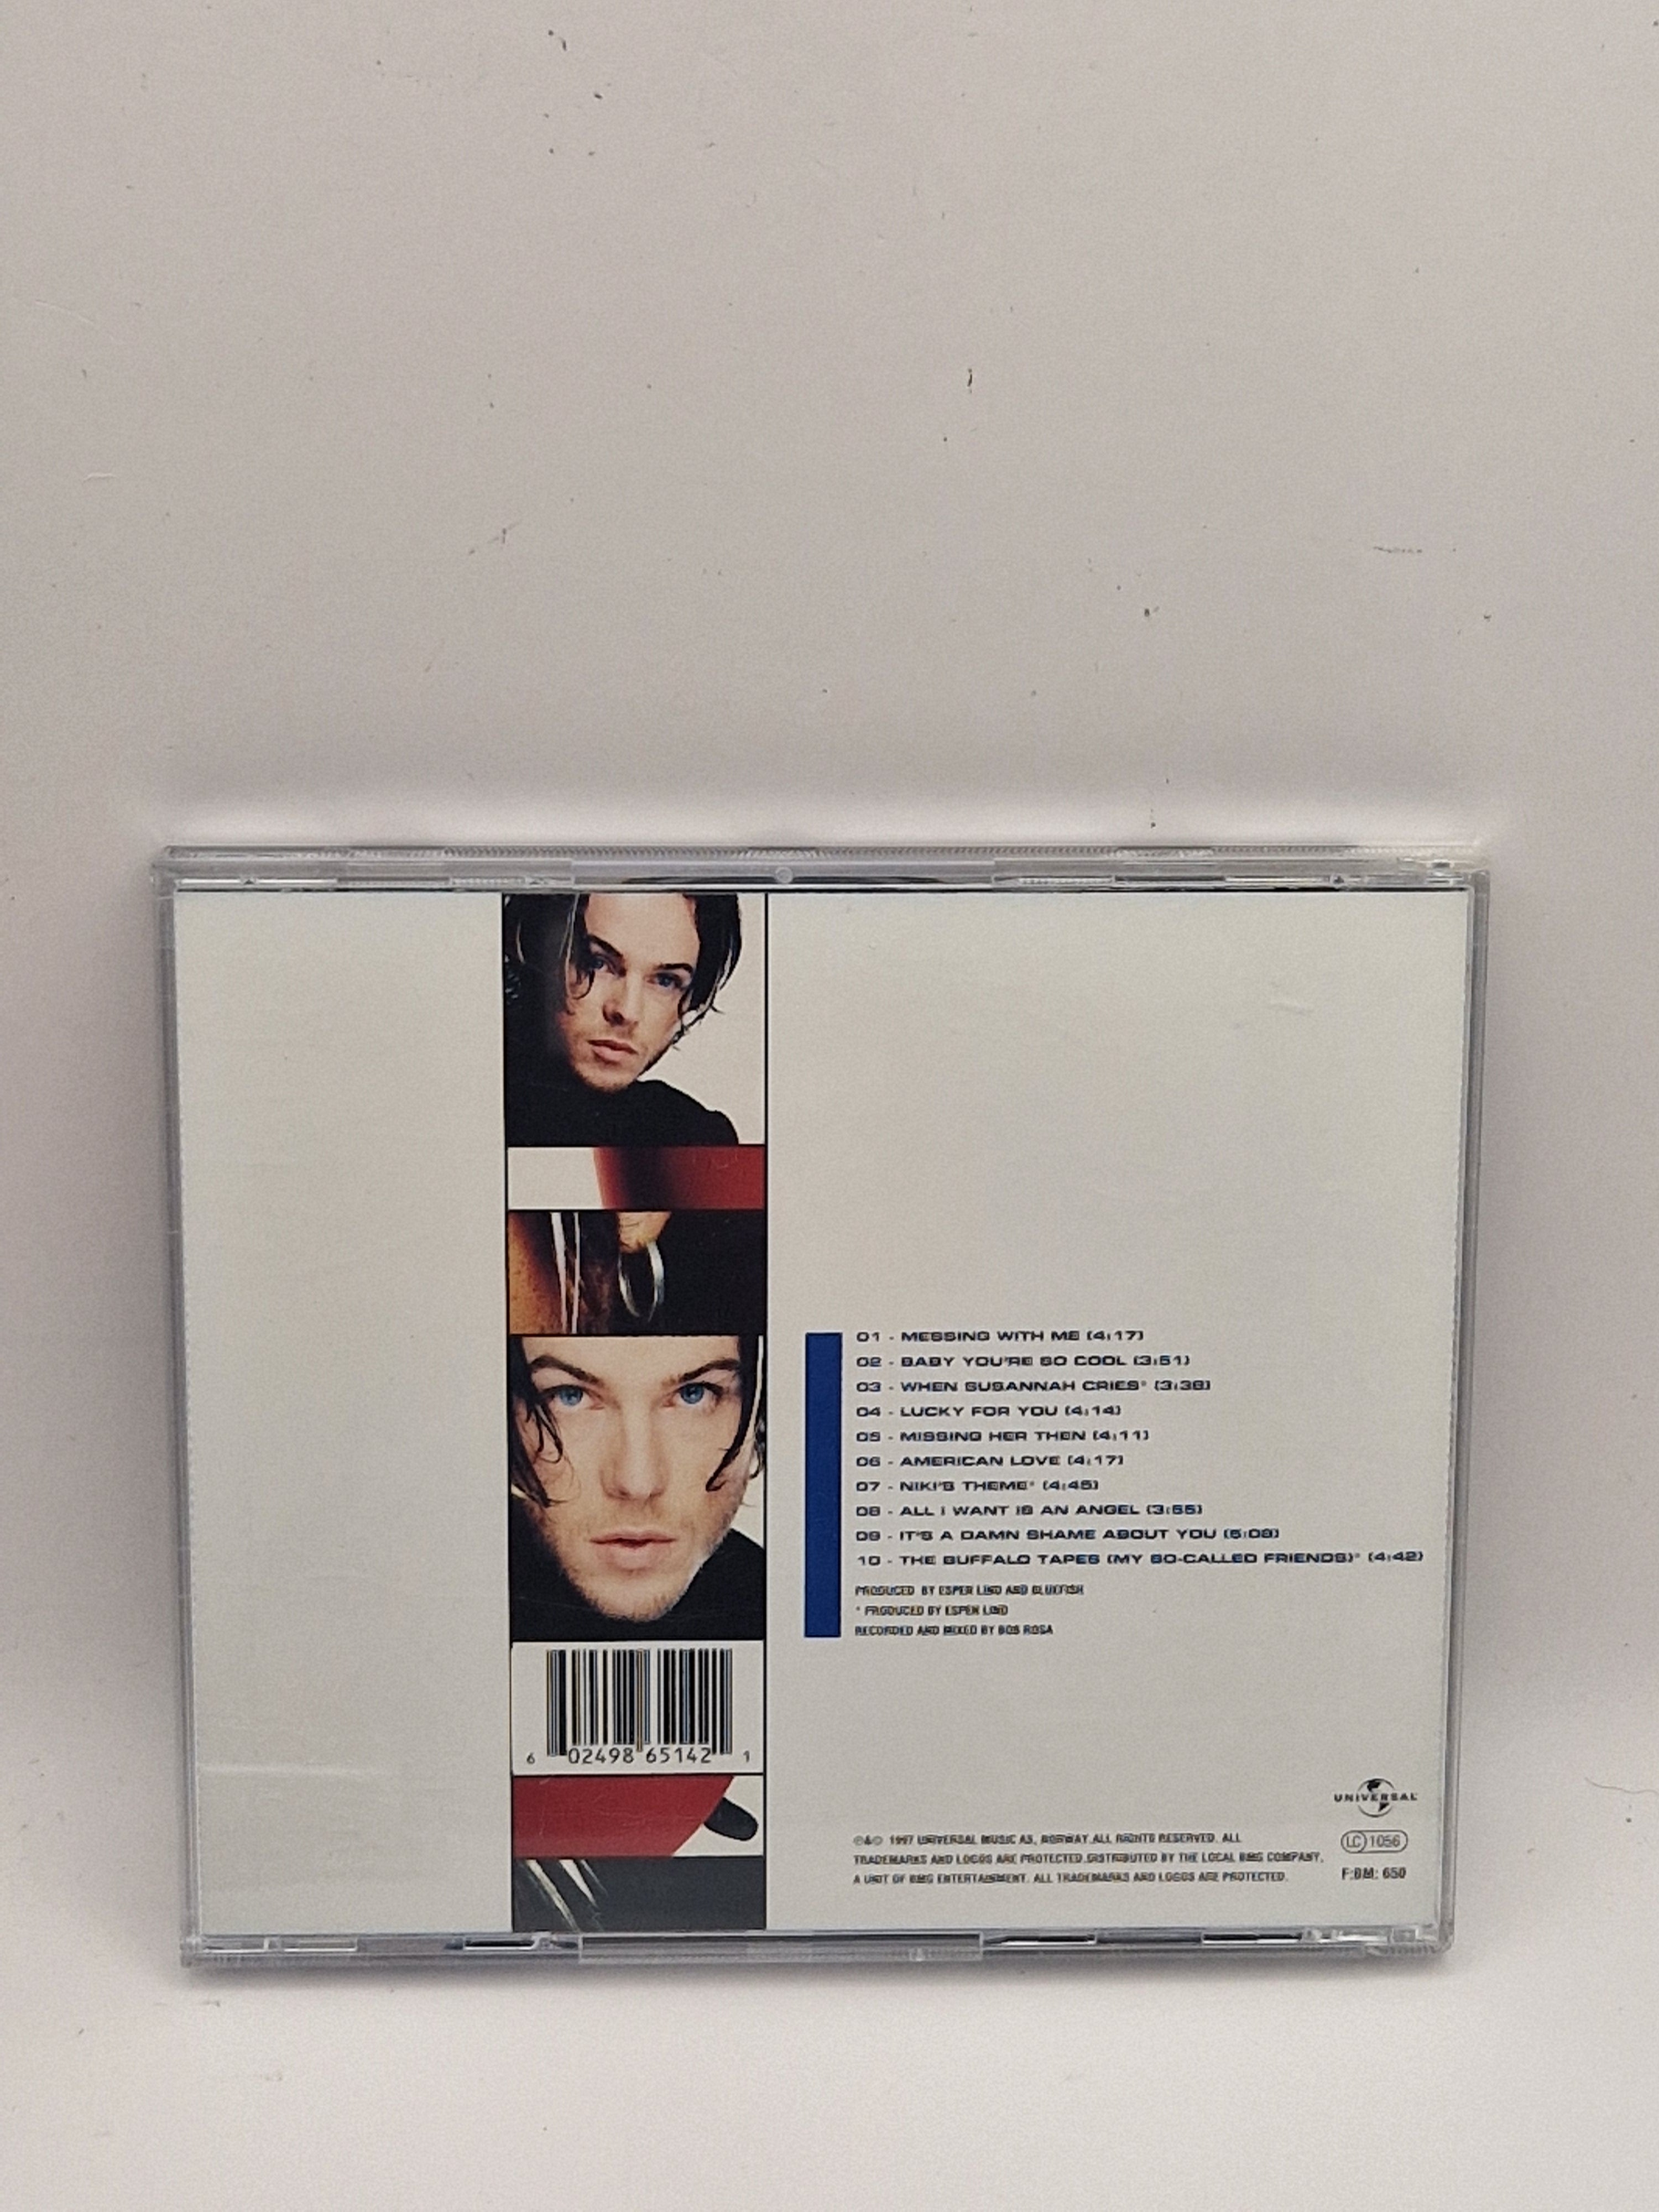 01 - MESSING WITH ME (4:17)
02 - BABY YOU'RE SO COOL (3:51)
03 - WHEN SUSANNAH CRIES* (3:38)
04 - LUCKY FOR YOU (4:14)
05 - MISSING HER THEN (4:11)
06 - AMERICAN LOVE (4:17)
07 - NIKI'S THEME* (4:45)
08 - ALL I WANT IS AN ANGEL (3:55)
09 - IT'S A DAMN SHAME ABOUT YOU (5:09)
10 - THE BUFFALO TAPES (MY SO-CALLED FRIENDS)* (4:42)
PRODUCED BY ESPEN LIND AND BLUEFISH
* PRODUCED BY ESPEN LIND
RECORDED AND MIXED BY BOB ROSA
6 02498 65142 1
UNIVERSAL
℗&© 1997 UNIVERSAL MUSIC AS, NORWAY. ALL RIGHTS RESERVED. ALL
TRADEMARKS AND LOGOS ARE PROTECTED. DISTRIBUTED BY THE LOCAL BMG COMPANY,
A UNIT OF BMG ENTERTAINMENT. ALL TRADEMARKS AND LOGOS ARE PROTECTED.
LC 1056
F:BM: 650